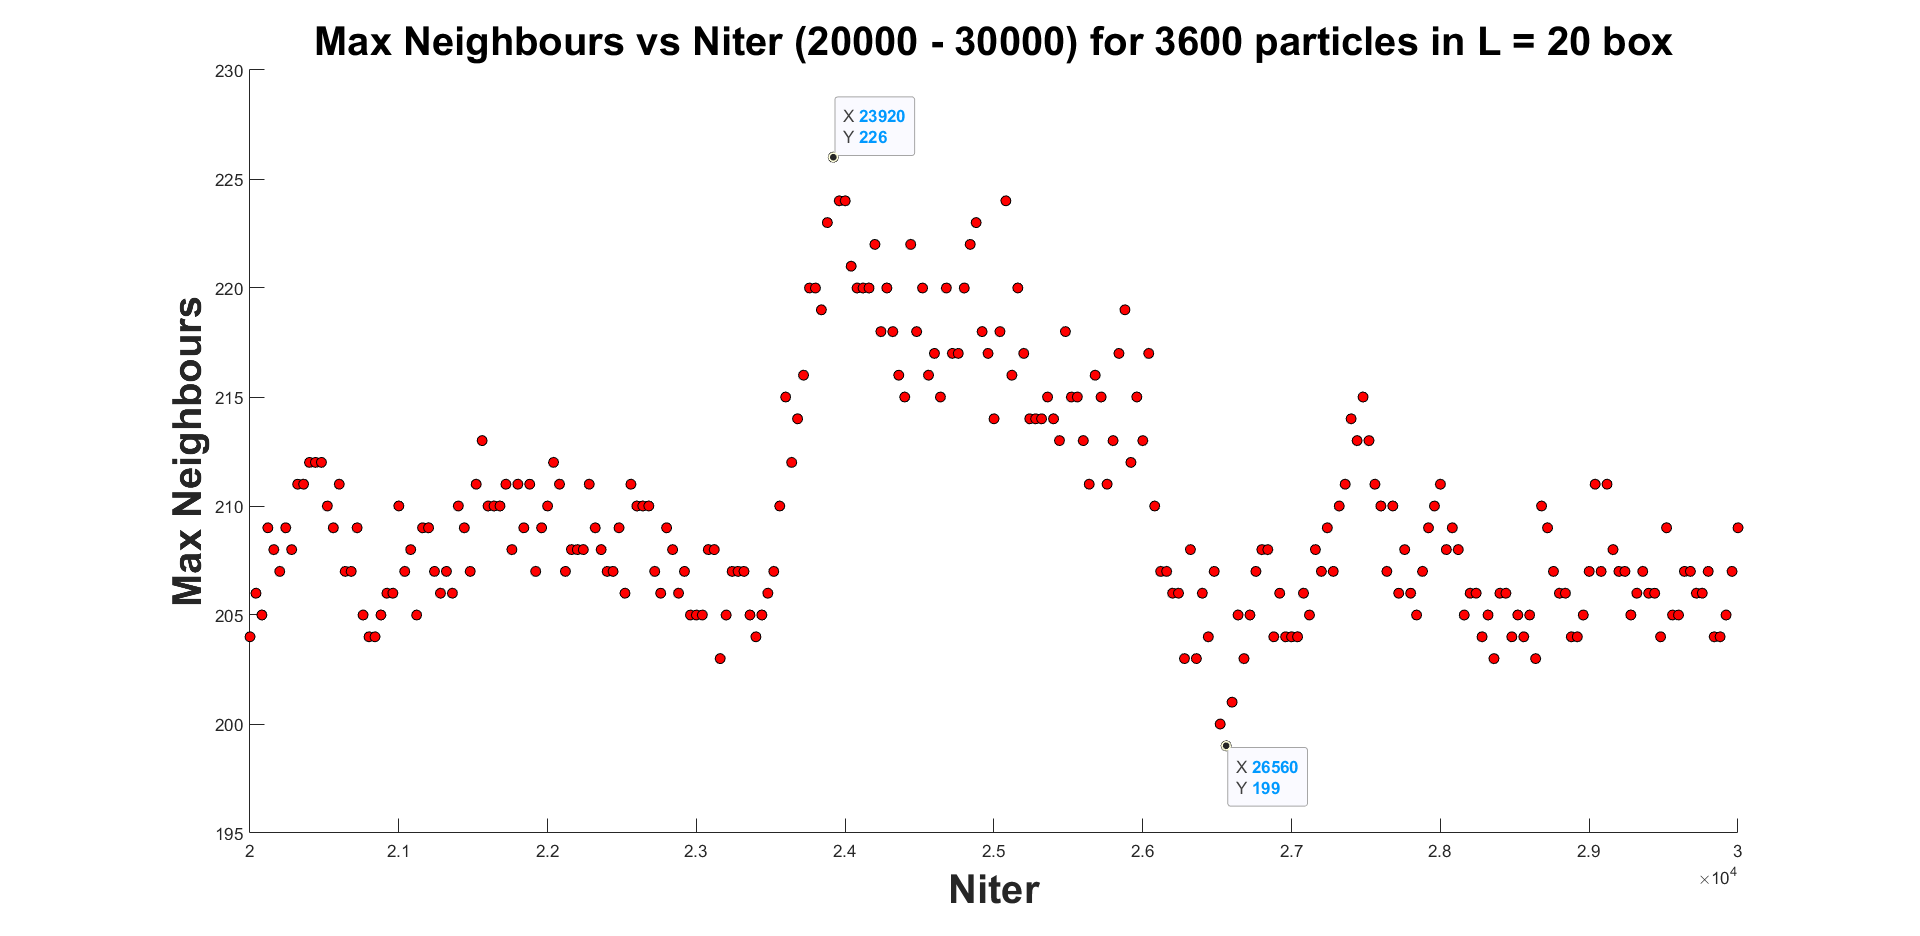 Max Neighbours vs Niter (20000 - 30000) for 3600 particles in L = 20 box
230
X 23920
Y 226
225
220
215
210
205
200
195
Max Neighbours
X 26560
Y 199
2 2.1 2.2 2.3 2.4 2.5 2.6 2.7 2.8 2.9 3
×10⁴
Niter